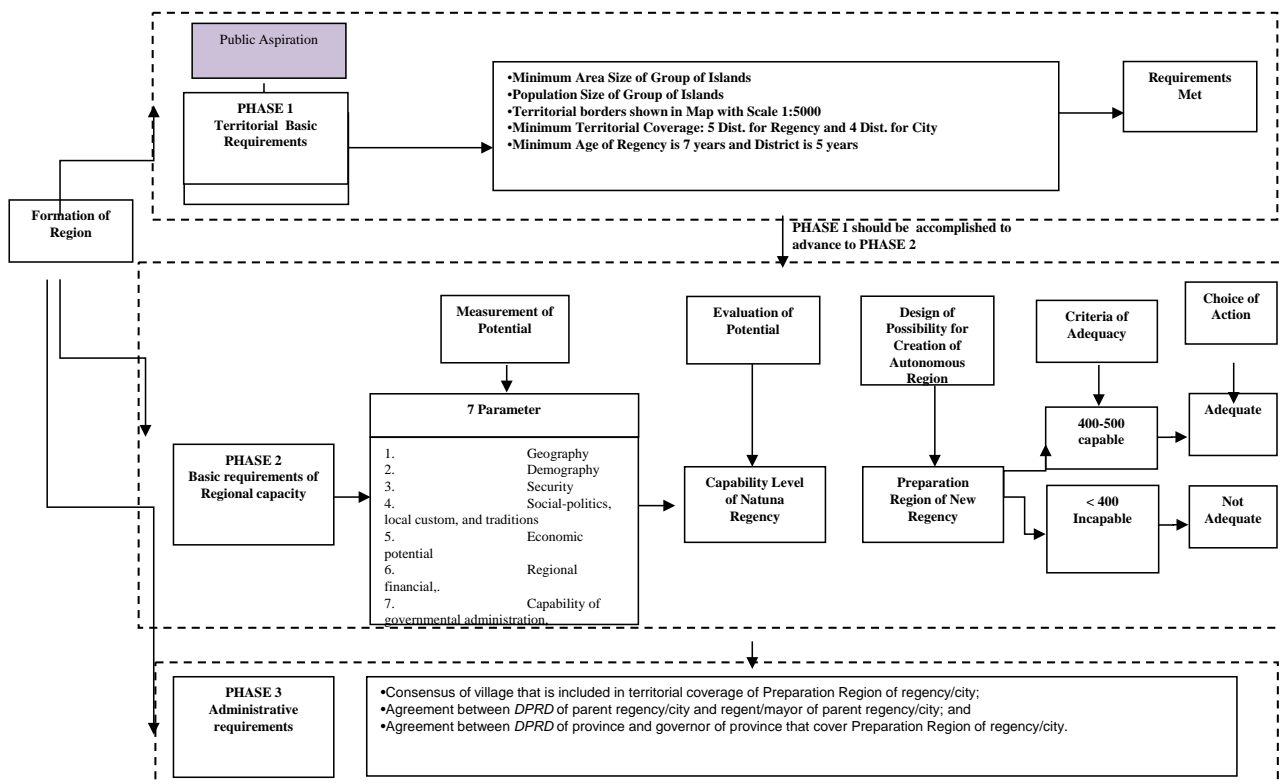 Public Aspiration
PHASE 1
Territorial Basic
Requirements
•Minimum Area Size of Group of Islands
•Population Size of Group of Islands
•Territorial borders shown in Map with Scale 1:5000
•Minimum Territorial Coverage: 5 Dist. for Regency and 4 Dist. for City
•Minimum Age of Regency is 7 years and District is 5 years
Requirements
Met
Formation of
Region
PHASE 1 should be accomplished to
advance to PHASE 2
Measurement of
Potential
Evaluation of
Potential
Design of
Possibility for
Creation of
Autonomous
Region
Criteria of
Adequacy
Choice of
Action
PHASE 2
Basic requirements of
Regional capacity
7 Parameter
1. Geography
2. Demography
3. Security
4. Social-politics,
local custom, and traditions
5. Economic
potential
6. Regional
financial,.
7. Capability of
governmental administration.
Capability Level
of Natuna
Regency
Preparation
Region of New
Regency
400-500
capable
Adequate
< 400
Incapable
Not
Adequate
PHASE 3
Administrative
requirements
•Consensus of village that is included in territorial coverage of Preparation Region of regency/city;
•Agreement between DPRD of parent regency/city and regent/mayor of parent regency/city; and
•Agreement between DPRD of province and governor of province that cover Preparation Region of regency/city.